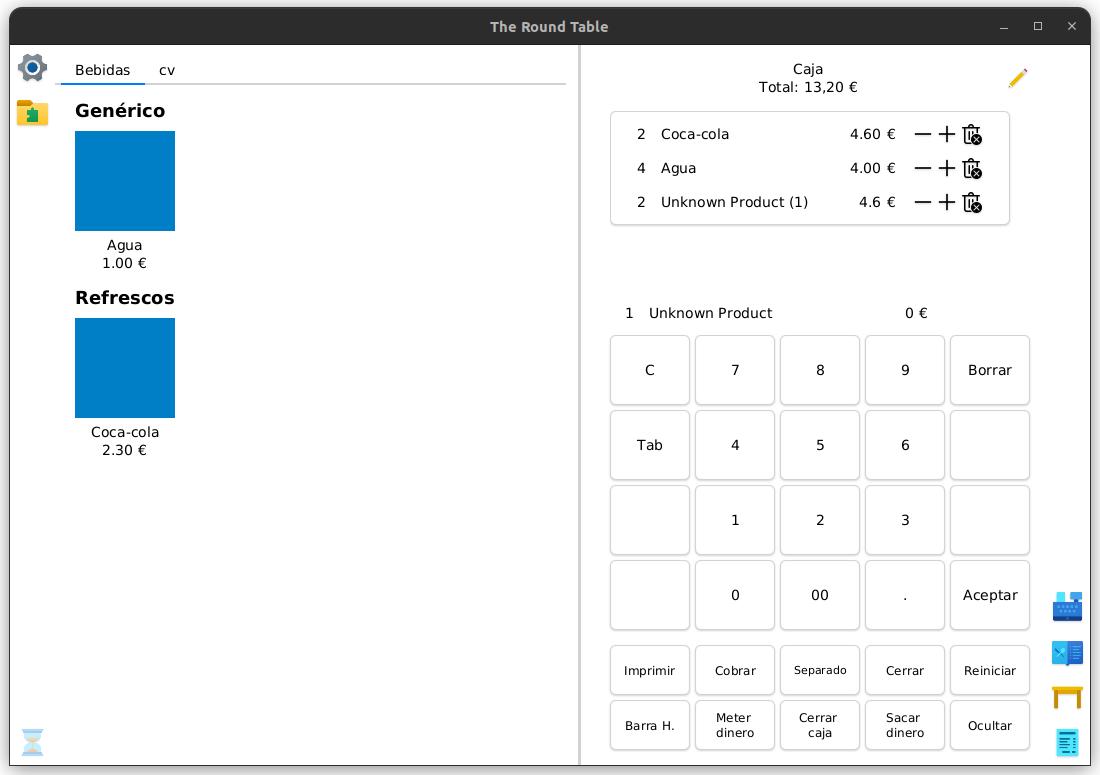 The Round Table
Bebidas cv
Genérico
Agua
1.00 €
Refrescos
Coca-cola
2.30 €
Caja
Total: 13,20 €
2 Coca-cola 4.60 €
4 Agua 4.00 €
2 Unknown Product (1) 4.6 €
1 Unknown Product 0 €
C 7 8 9 Borrar
Tab 4 5 6
1 2 3
0 00 . Aceptar
Imprimir Cobrar Separado Cerrar Reiniciar
Barra H. Meter dinero Cerrar caja Sacar dinero Ocultar